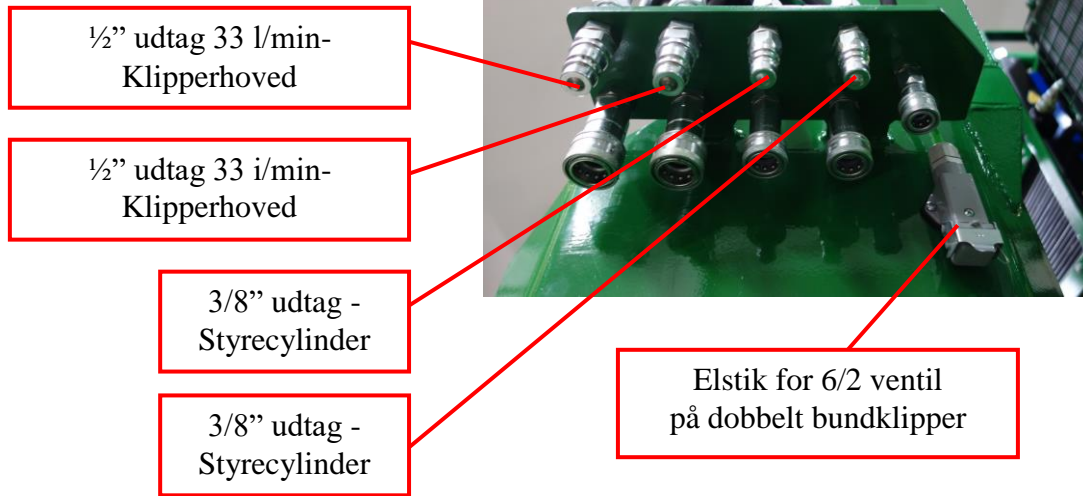 ½” udtag 33 l/min-
Klipperhoved
½” udtag 33 i/min-
Klipperhoved
3/8” udtag -
Styrecylinder
3/8” udtag -
Styrecylinder
Elstik for 6/2 ventil
på dobbelt bundklipper